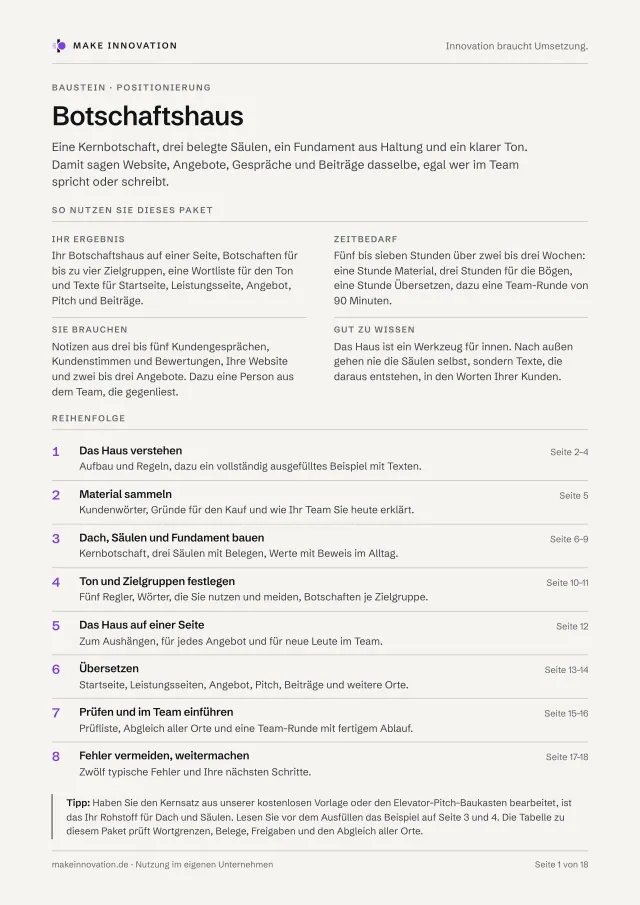 MAKE INNOVATION
Innovation braucht Umsetzung.
BAUSTEIN · POSITIONIERUNG
Botschaftshaus
Eine Kernbotschaft, drei belegte Säulen, ein Fundament aus Haltung und ein klarer Ton.
Damit sagen Website, Angebote, Gespräche und Beiträge dasselbe, egal wer im Team
spricht oder schreibt.
SO NUTZEN SIE DIESES PAKET
IHR ERGEBNIS
Ihr Botschaftshaus auf einer Seite, Botschaften für
bis zu vier Zielgruppen, eine Wortliste für den Ton
und Texte für Startseite, Leistungsseite, Angebot,
Pitch und Beiträge.
ZEITBEDARF
Fünf bis sieben Stunden über zwei bis drei Wochen:
eine Stunde Material, drei Stunden für die Bögen,
eine Stunde Übersetzen, dazu eine Team-Runde von
90 Minuten.
SIE BRAUCHEN
Notizen aus drei bis fünf Kundengesprächen,
Kundenstimmen und Bewertungen, Ihre Website
und zwei bis drei Angebote. Dazu eine Person aus
dem Team, die gegenliest.
GUT ZU WISSEN
Das Haus ist ein Werkzeug für innen. Nach außen
gehen nie die Säulen selbst, sondern Texte, die
daraus entstehen, in den Worten Ihrer Kunden.
REIHENFOLGE
1 Das Haus verstehen Seite 2–4
Aufbau und Regeln, dazu ein vollständig ausgefülltes Beispiel mit Texten.
2 Material sammeln Seite 5
Kundenwörter, Gründe für den Kauf und wie Ihr Team Sie heute erklärt.
3 Dach, Säulen und Fundament bauen Seite 6–9
Kernbotschaft, drei Säulen mit Belegen, Werte mit Beweis im Alltag.
4 Ton und Zielgruppen festlegen Seite 10–11
Fünf Regler, Wörter, die Sie nutzen und meiden, Botschaften je Zielgruppe.
5 Das Haus auf einer Seite Seite 12
Zum Aushängen, für jedes Angebot und für neue Leute im Team.
6 Übersetzen Seite 13–14
Startseite, Leistungsseiten, Angebot, Pitch, Beiträge und weitere Orte.
7 Prüfen und im Team einführen Seite 15–16
Prüfliste, Abgleich aller Orte und eine Team-Runde mit fertigem Ablauf.
8 Fehler vermeiden, weitermachen Seite 17–18
Zwölf typische Fehler und Ihre nächsten Schritte.
Tipp: Haben Sie den Kernsatz aus unserer kostenlosen Vorlage oder den Elevator-Pitch-Baukasten bearbeitet, ist
das Ihr Rohstoff für Dach und Säulen. Lesen Sie vor dem Ausfüllen das Beispiel auf Seite 3 und 4. Die Tabelle zu
diesem Paket prüft Wortgrenzen, Belege, Freigaben und den Abgleich aller Orte.
makeinnovation.de · Nutzung im eigenen Unternehmen
Seite 1 von 18